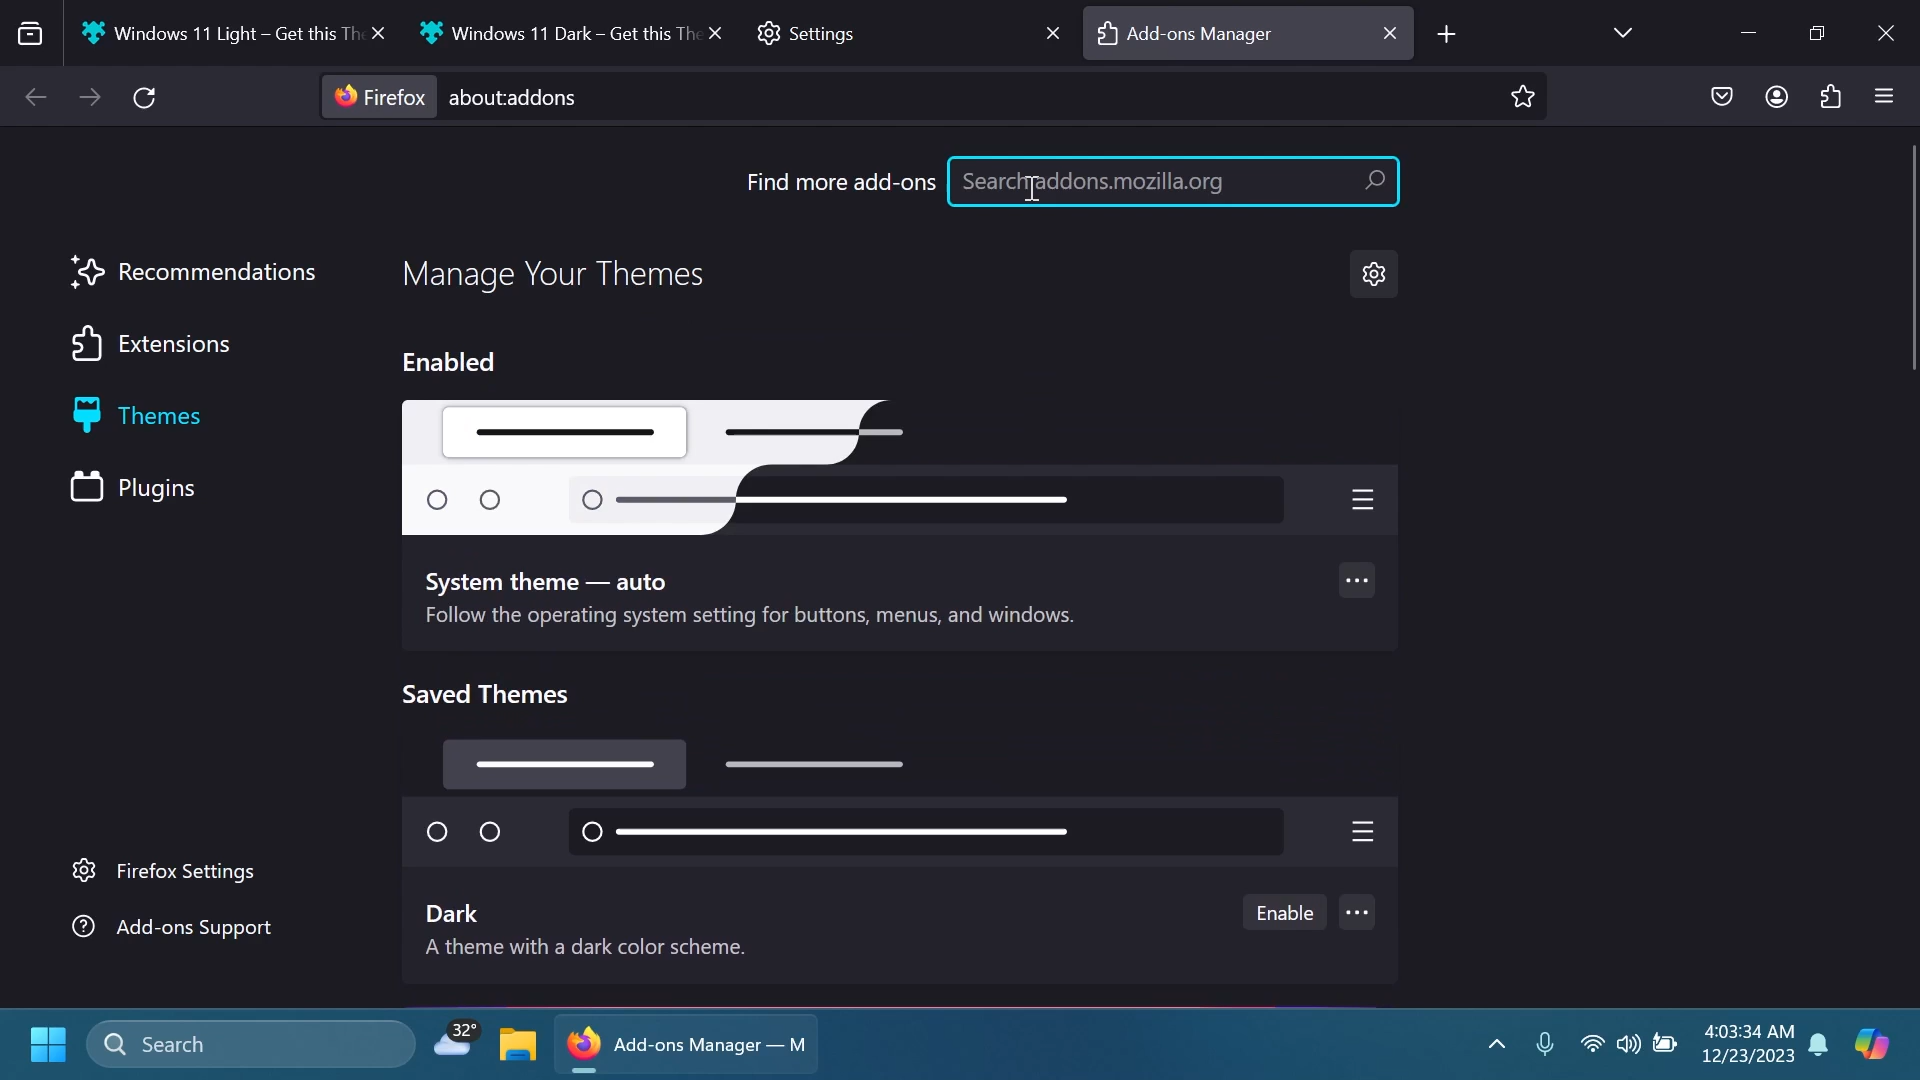 Windows 11 Light – Get this Th
Windows 11 Dark – Get this The
Settings
Add-ons Manager
Firefox
about:addons
Find more add-ons
Search addons.mozilla.org
Recommendations
Extensions
Themes
Plugins
Firefox Settings
Add-ons Support
Manage Your Themes
Enabled
System theme — auto
Follow the operating system setting for buttons, menus, and windows.
Saved Themes
Dark
Enable
A theme with a dark color scheme.
Search
32°
Add-ons Manager — M
4:03:34 AM
12/23/2023